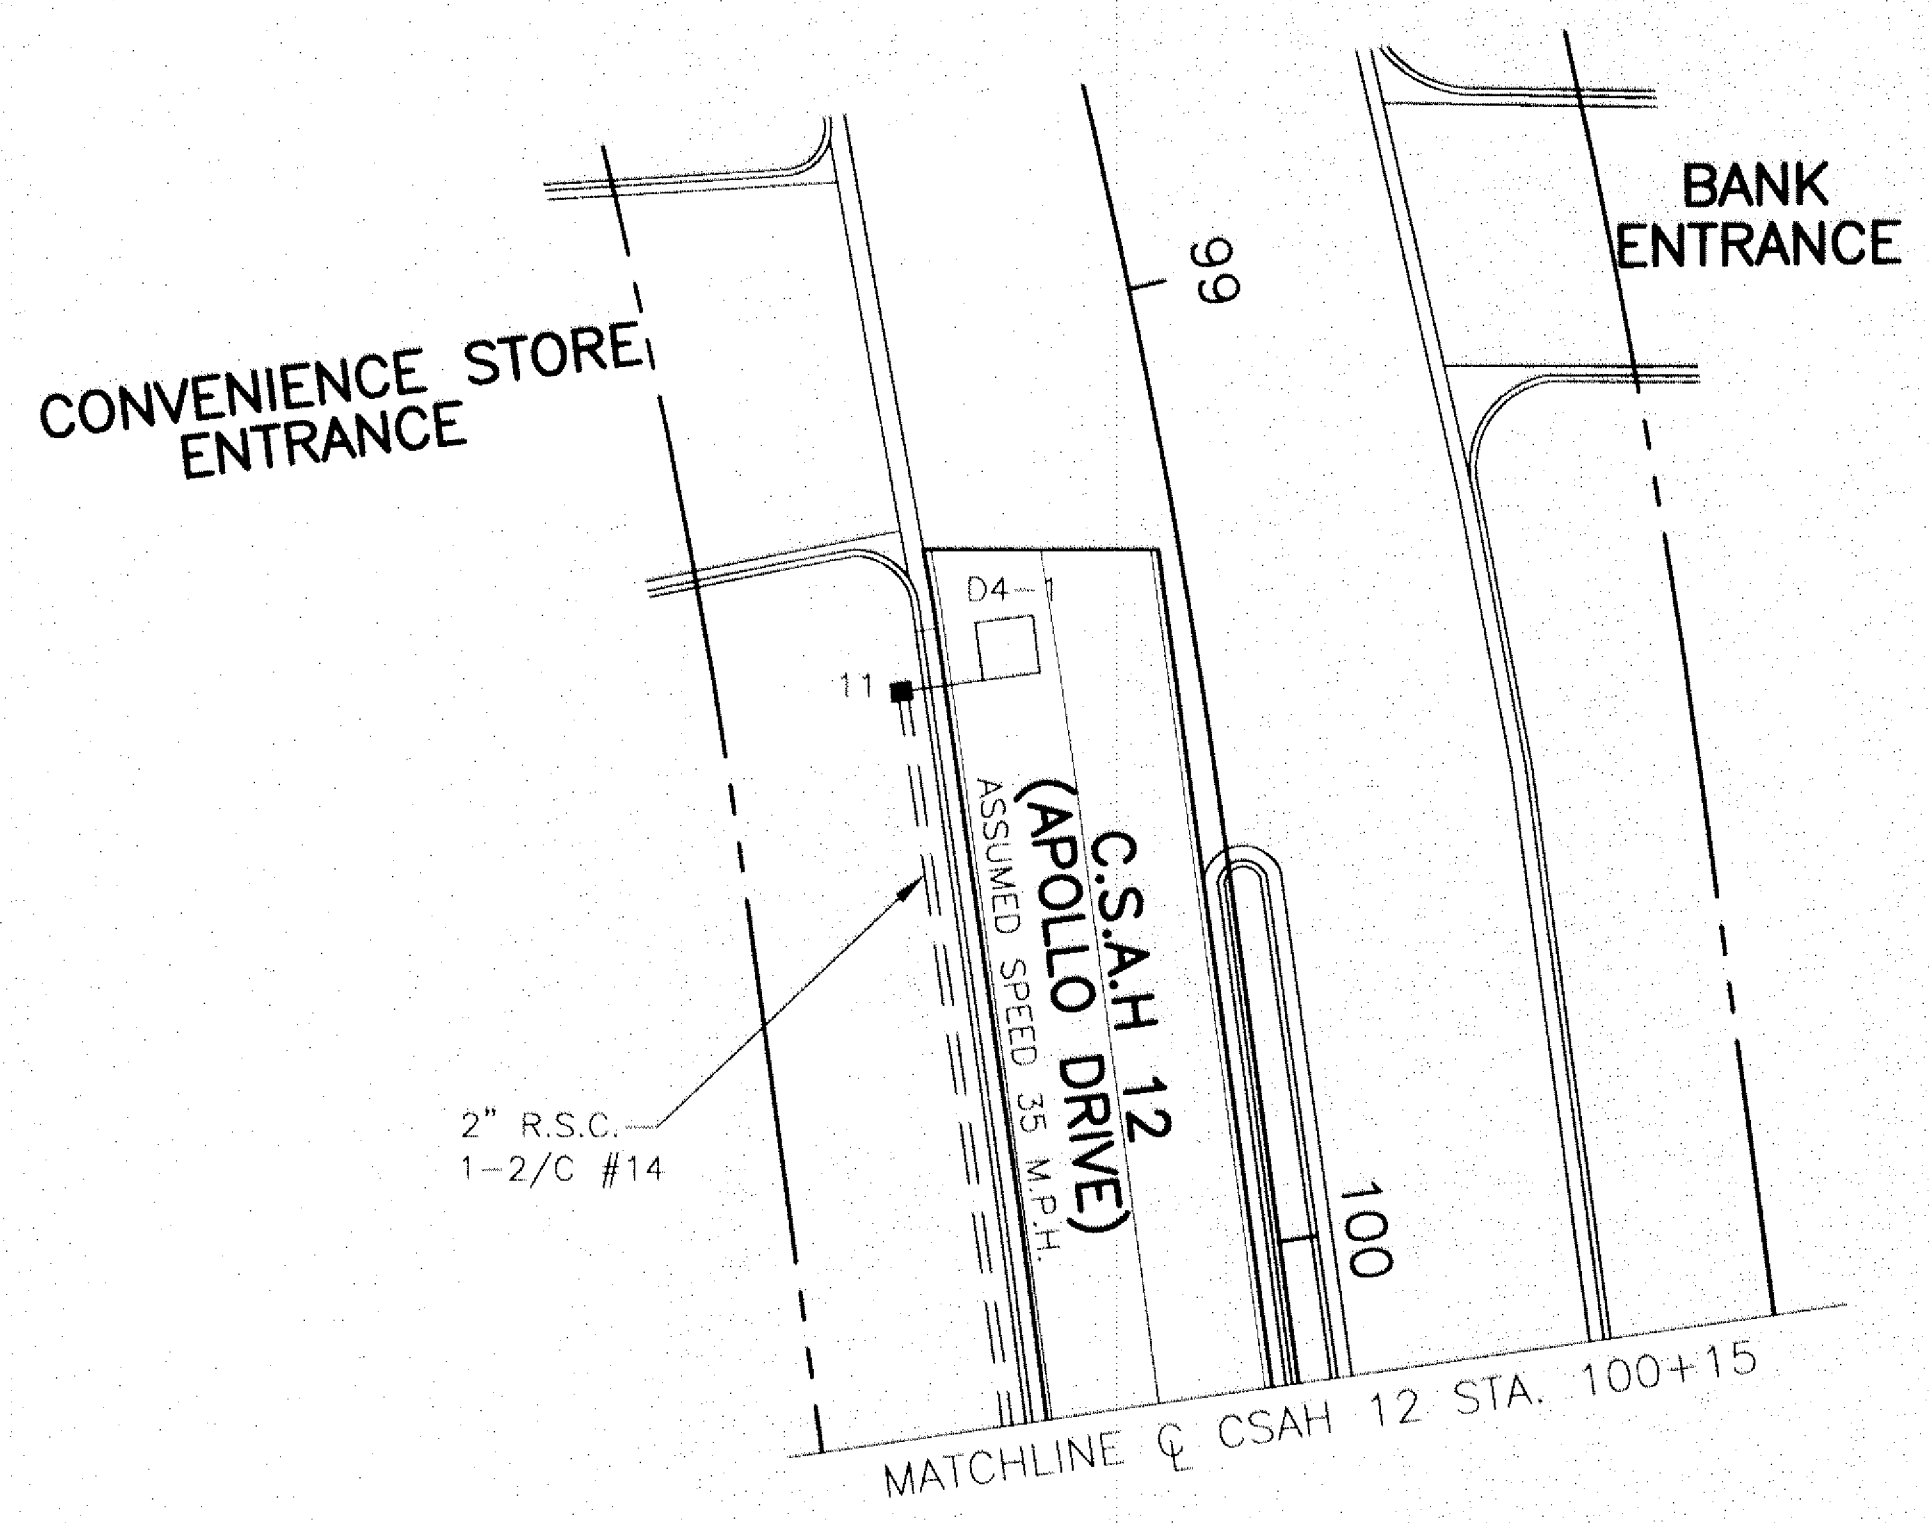 BANK
ENTRANCE
99
CONVENIENCE STORE
ENTRANCE
D4-1
11
C.S.A.H 12
(APOLLO DRIVE)
ASSUMED SPEED 35 M.P.H.
2" R.S.C.
1-2/C #14
100
MATCHLINE ℄ CSAH 12 STA. 100+15